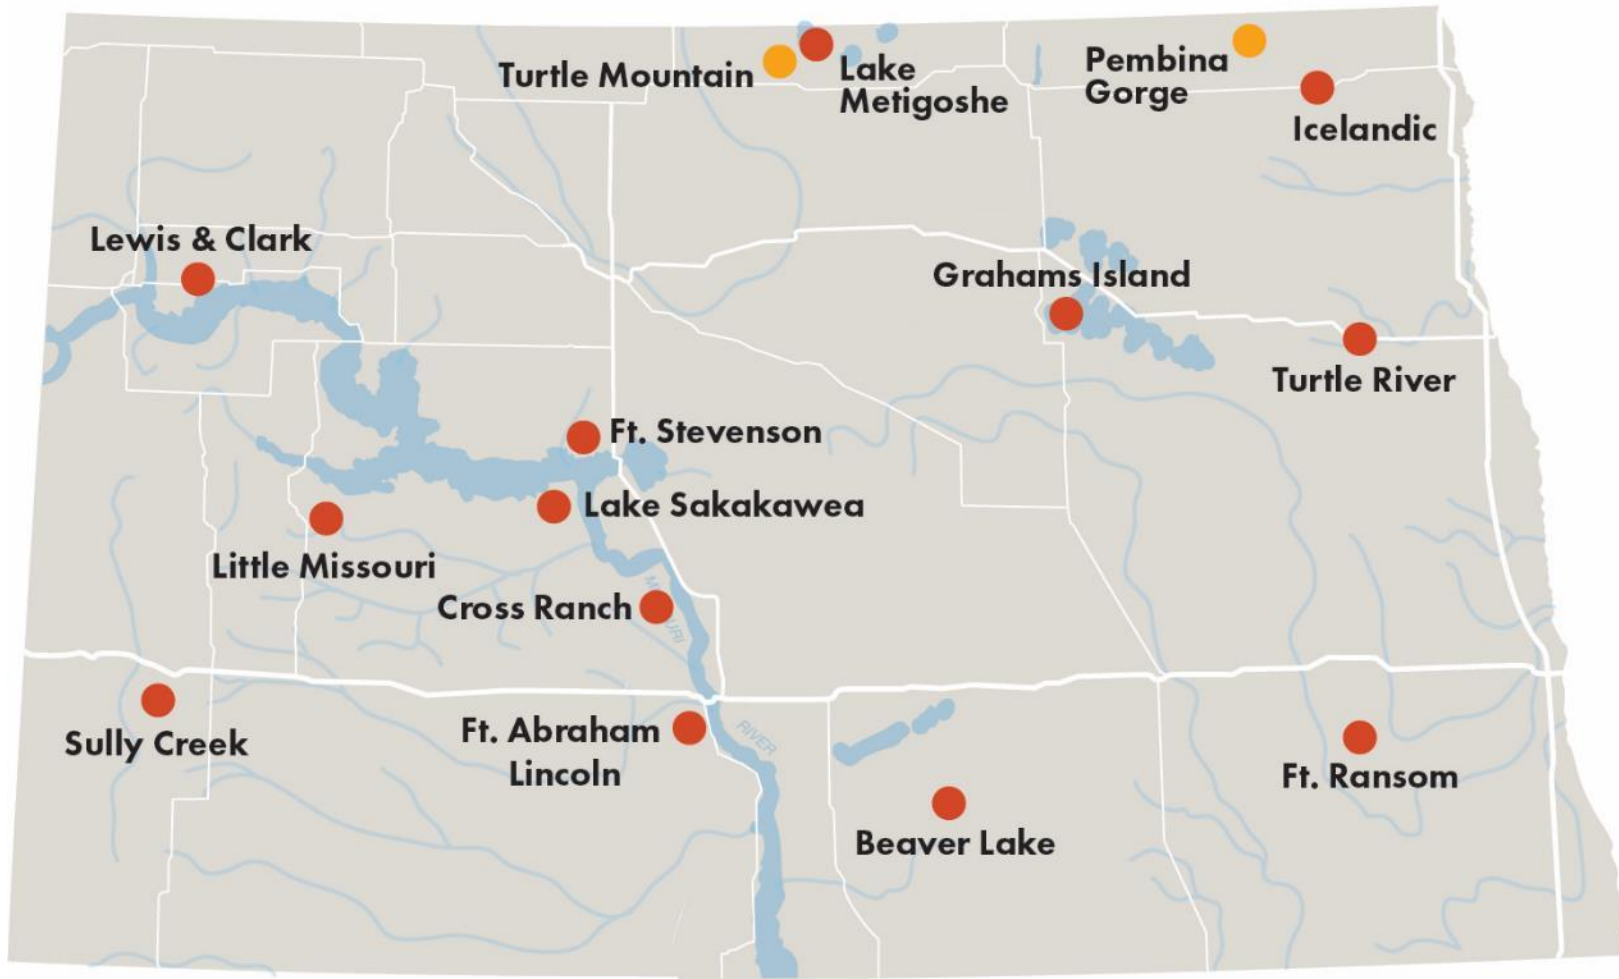 Turtle Mountain
Lake
Metigoshe
Pembina
Gorge
Icelandic
Lewis & Clark
Grahams Island
Turtle River
Ft. Stevenson
Lake Sakakawea
Little Missouri
Cross Ranch
Sully Creek
Ft. Abraham
Lincoln
RIVER
Ft. Ransom
Beaver Lake